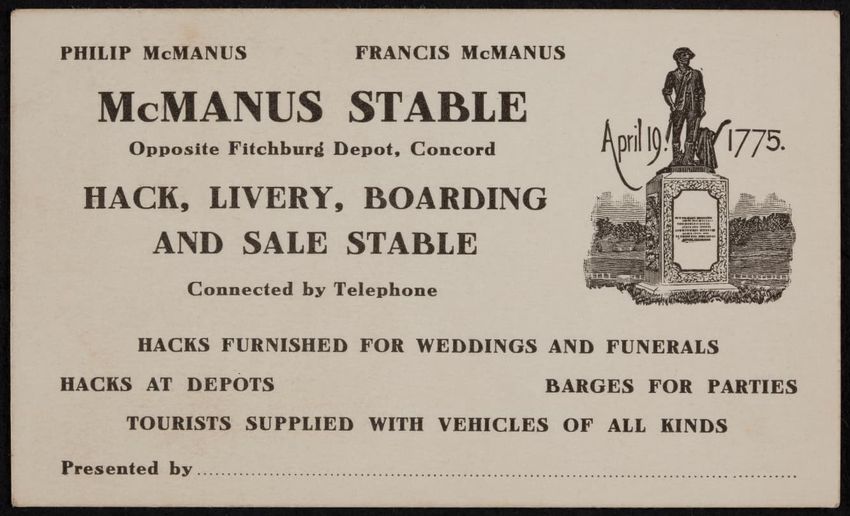 PHILIP McMANUS FRANCIS McMANUS
McMANUS STABLE
Opposite Fitchburg Depot, Concord
April 19. 1775.
HACK, LIVERY, BOARDING
AND SALE STABLE
Connected by Telephone
HACKS FURNISHED FOR WEDDINGS AND FUNERALS
HACKS AT DEPOTS BARGES FOR PARTIES
TOURISTS SUPPLIED WITH VEHICLES OF ALL KINDS
Presented by